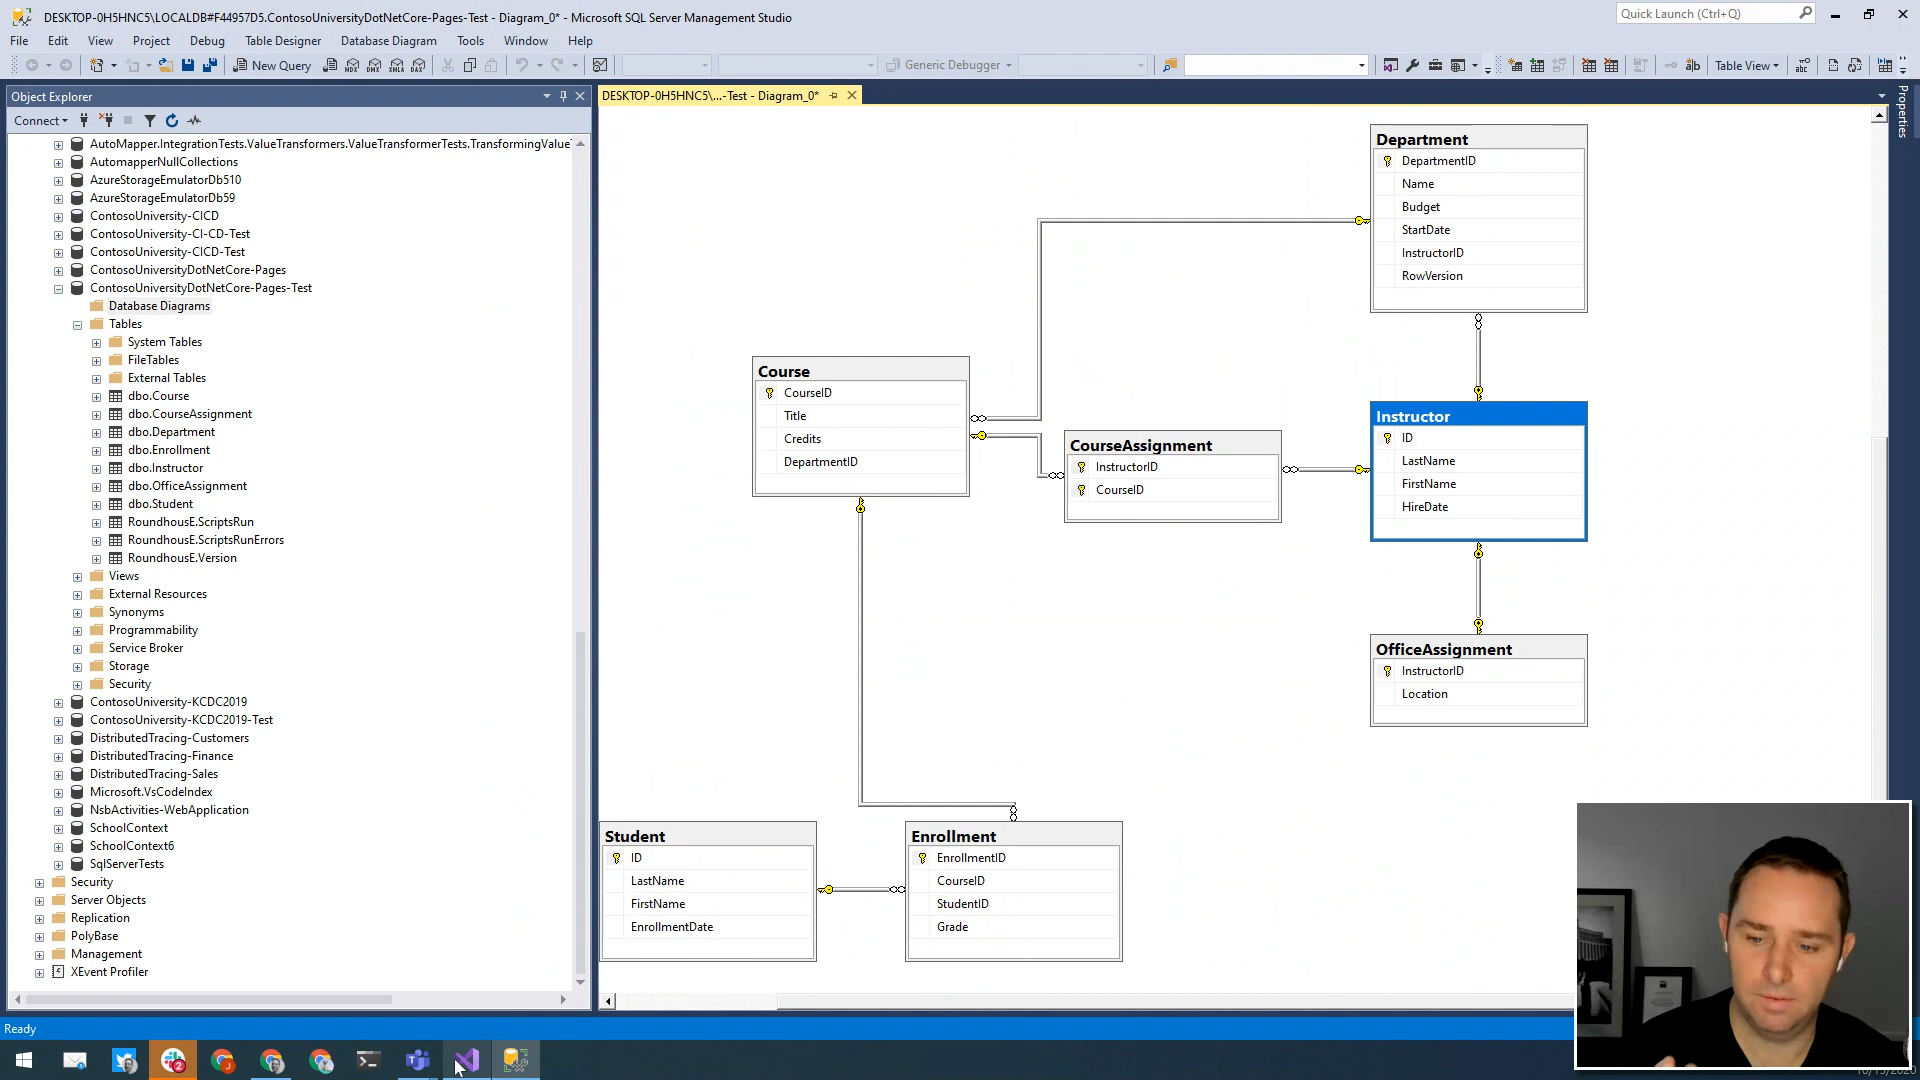 DESKTOP-0H5HNC5\LOCALDB#F44957D5.ContosoUniversityDotNetCore-Pages-Test - Diagram_0* - Microsoft SQL Server Management Studio
Quick Launch (Ctrl+Q)
File Edit View Project Debug Table Designer Database Diagram Tools Window Help
New Query
MDX DMX XMLA DAX
Generic Debugger
Table View
Object Explorer
DESKTOP-0H5HNC5\...-Test - Diagram_0*
Properties
Connect
AutoMapper.IntegrationTests.ValueTransformers.ValueTransformerTests.TransformingValue
AutomapperNullCollections
AzureStorageEmulatorDb510
AzureStorageEmulatorDb59
ContosoUniversity-CICD
ContosoUniversity-CI-CD-Test
ContosoUniversity-CICD-Test
ContosoUniversityDotNetCore-Pages
ContosoUniversityDotNetCore-Pages-Test
Database Diagrams
Tables
System Tables
FileTables
External Tables
dbo.Course
dbo.CourseAssignment
dbo.Department
dbo.Enrollment
dbo.Instructor
dbo.OfficeAssignment
dbo.Student
RoundhousE.ScriptsRun
RoundhousE.ScriptsRunErrors
RoundhousE.Version
Views
External Resources
Synonyms
Programmability
Service Broker
Storage
Security
ContosoUniversity-KCDC2019
ContosoUniversity-KCDC2019-Test
DistributedTracing-Customers
DistributedTracing-Finance
DistributedTracing-Sales
Microsoft.VsCodeIndex
NsbActivities-WebApplication
SchoolContext
SchoolContext6
SqlServerTests
Security
Server Objects
Replication
PolyBase
Management
XEvent Profiler
Department
DepartmentID
Name
Budget
StartDate
InstructorID
RowVersion
Course
CourseID
Title
Credits
DepartmentID
CourseAssignment
InstructorID
CourseID
Instructor
ID
LastName
FirstName
HireDate
OfficeAssignment
InstructorID
Location
Student
ID
LastName
FirstName
EnrollmentDate
Enrollment
EnrollmentID
CourseID
StudentID
Grade
Ready